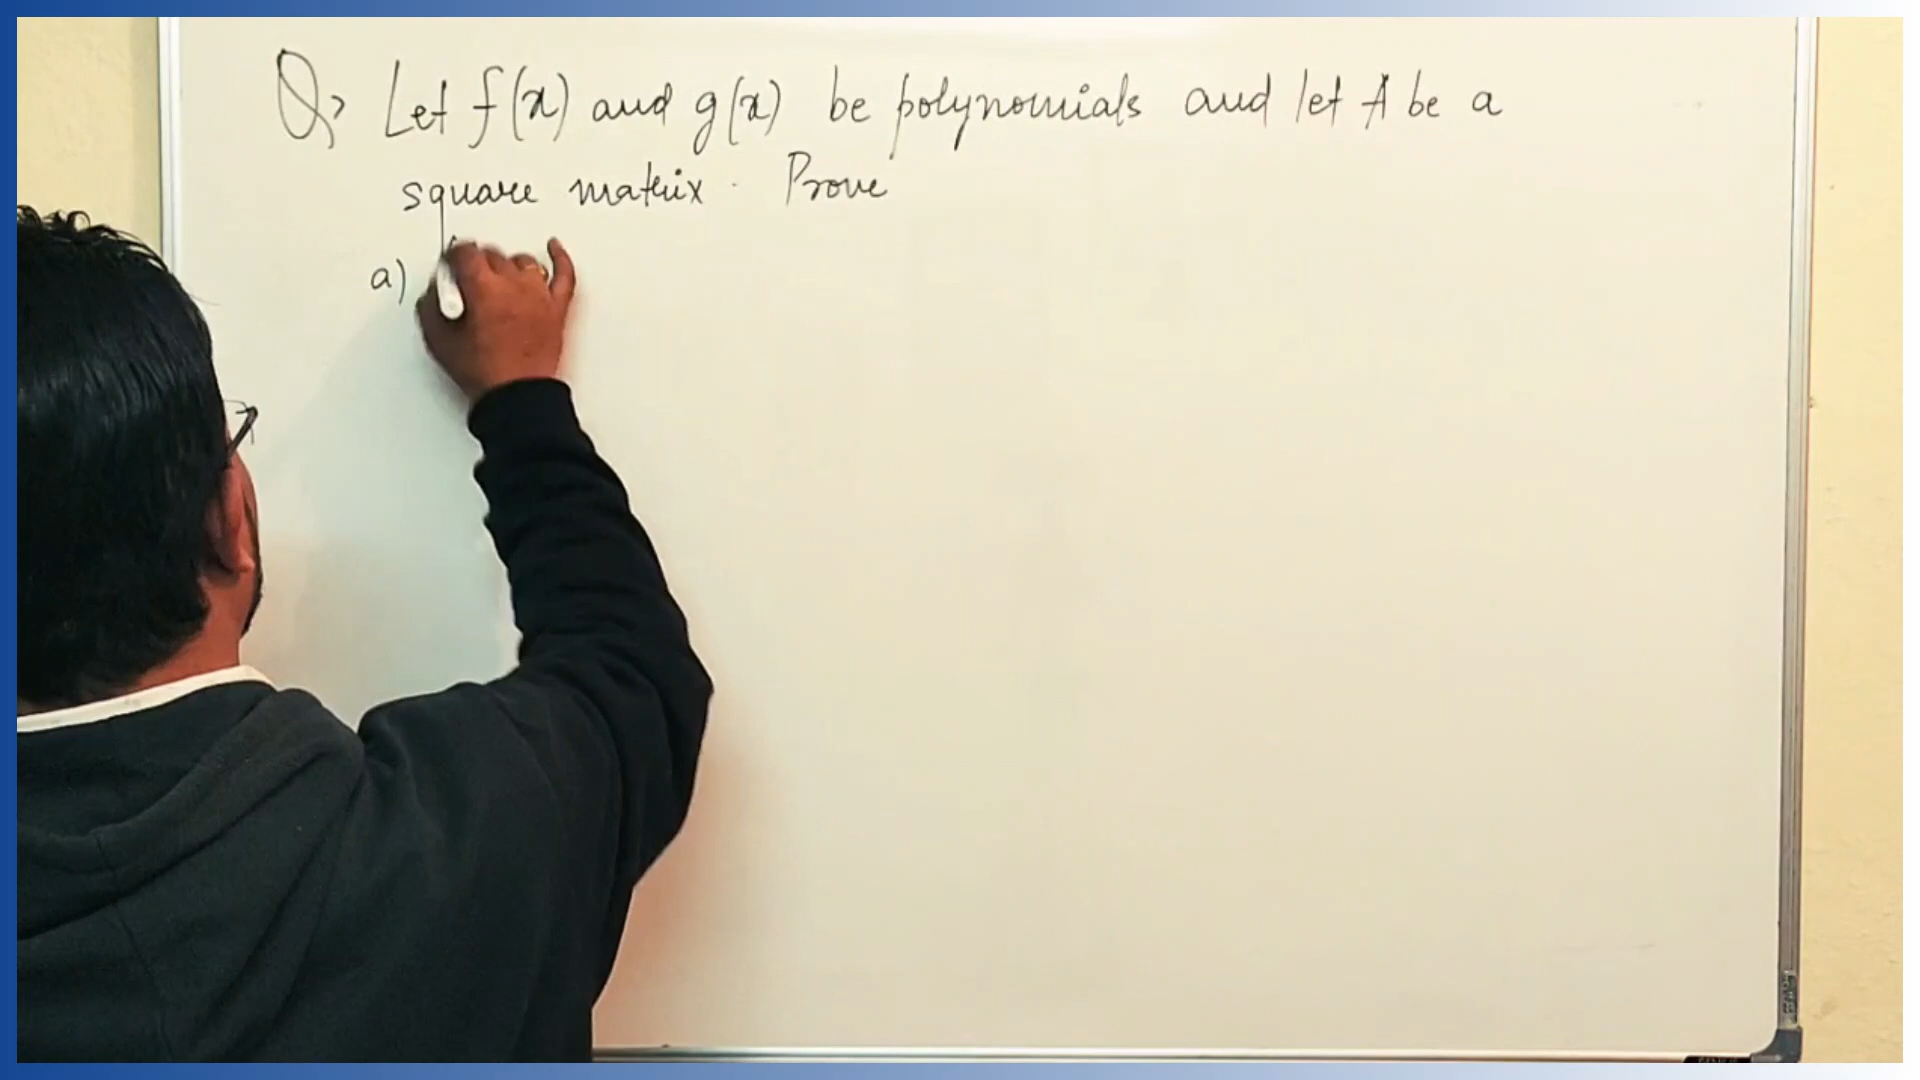 Q> Let f(x) and g(x) be polynomials and let A be a
square matrix. Prove
a)